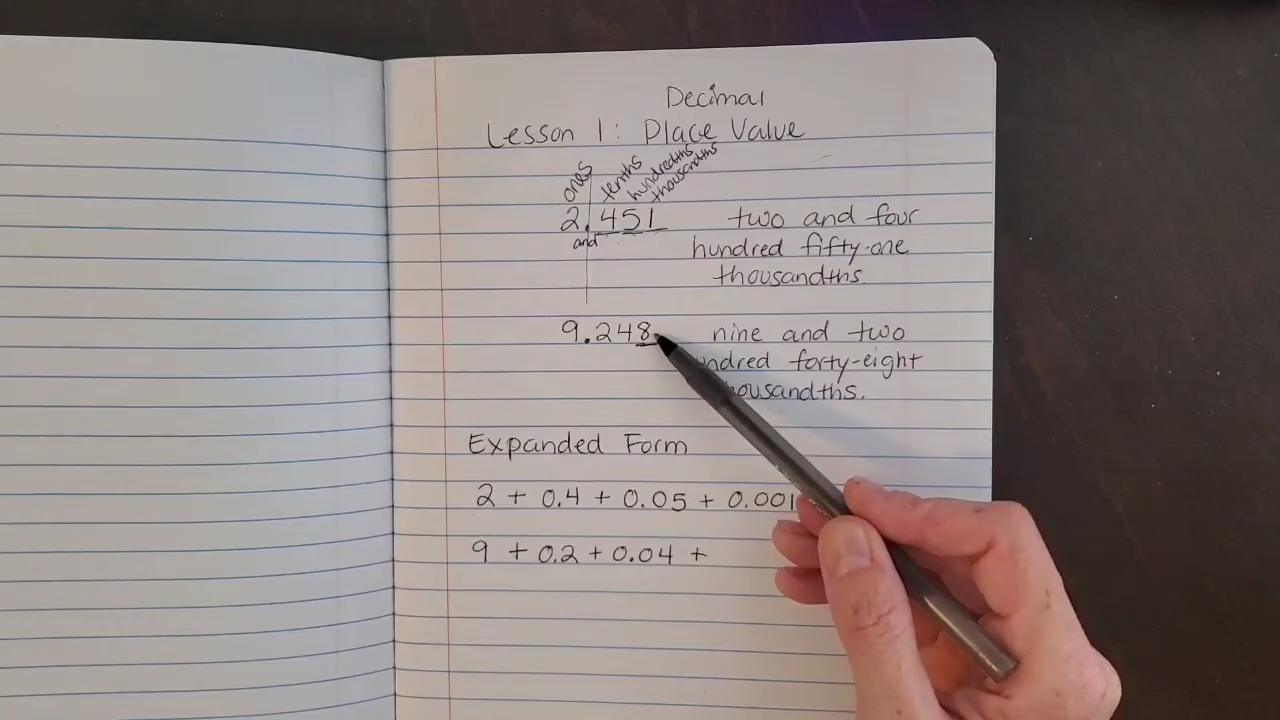 Decimal
Lesson 1: Place Value
ones tenths hundredths thousandths
2.451 two and four
and hundred fifty-one
thousandths.
9.248 nine and two
forty-eight
Expanded Form
2 + 0.4 + 0.05 + 0.001
9 + 0.2 + 0.04 +